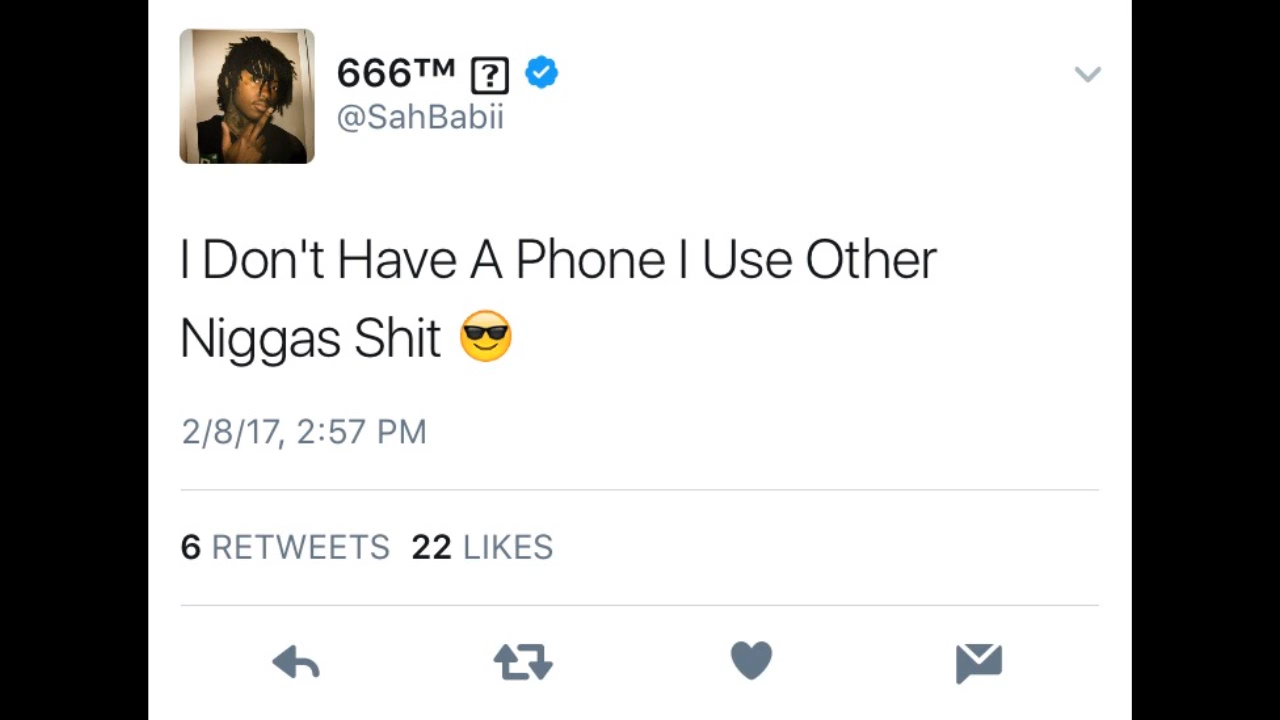 666™ [?]
@SahBabii
I Don't Have A Phone I Use Other
Niggas Shit 😎
2/8/17, 2:57 PM
6 RETWEETS 22 LIKES